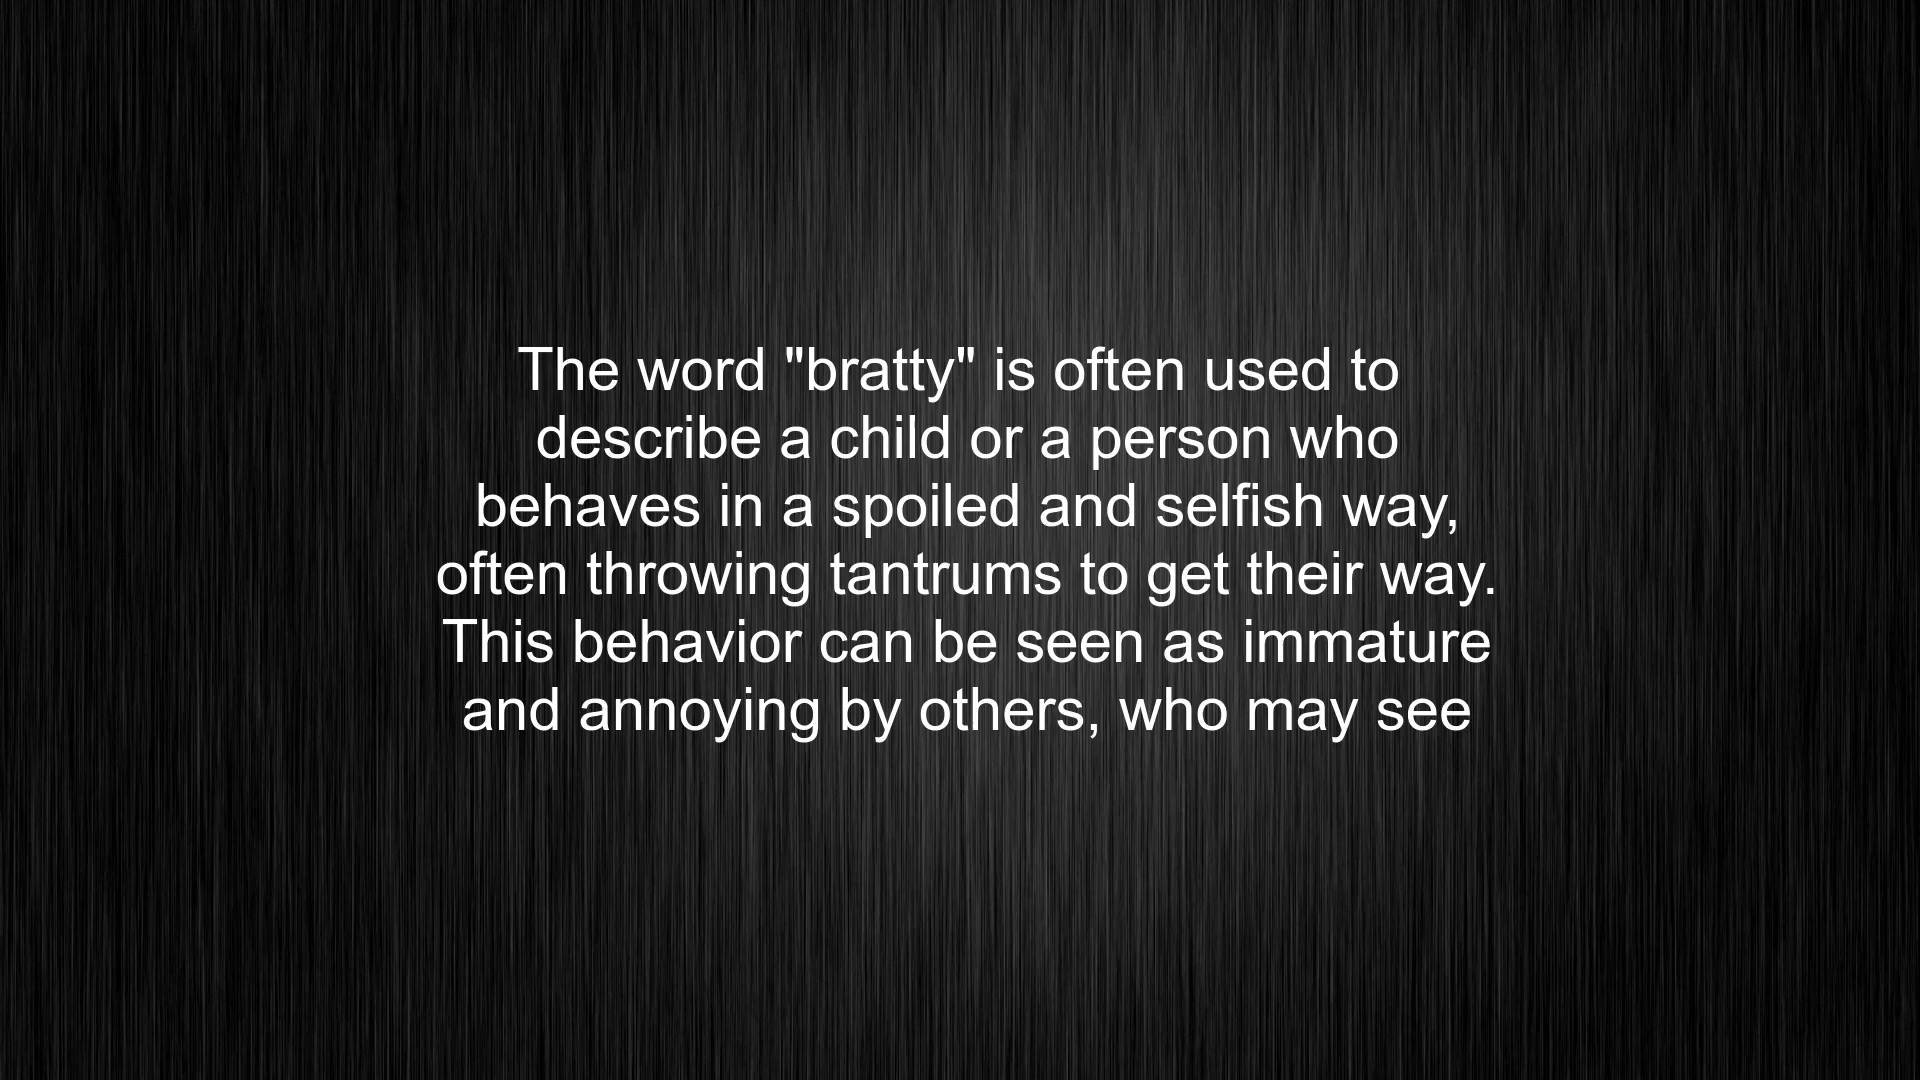 The word "bratty" is often used to
describe a child or a person who
behaves in a spoiled and selfish way,
often throwing tantrums to get their way.
This behavior can be seen as immature
and annoying by others, who may see